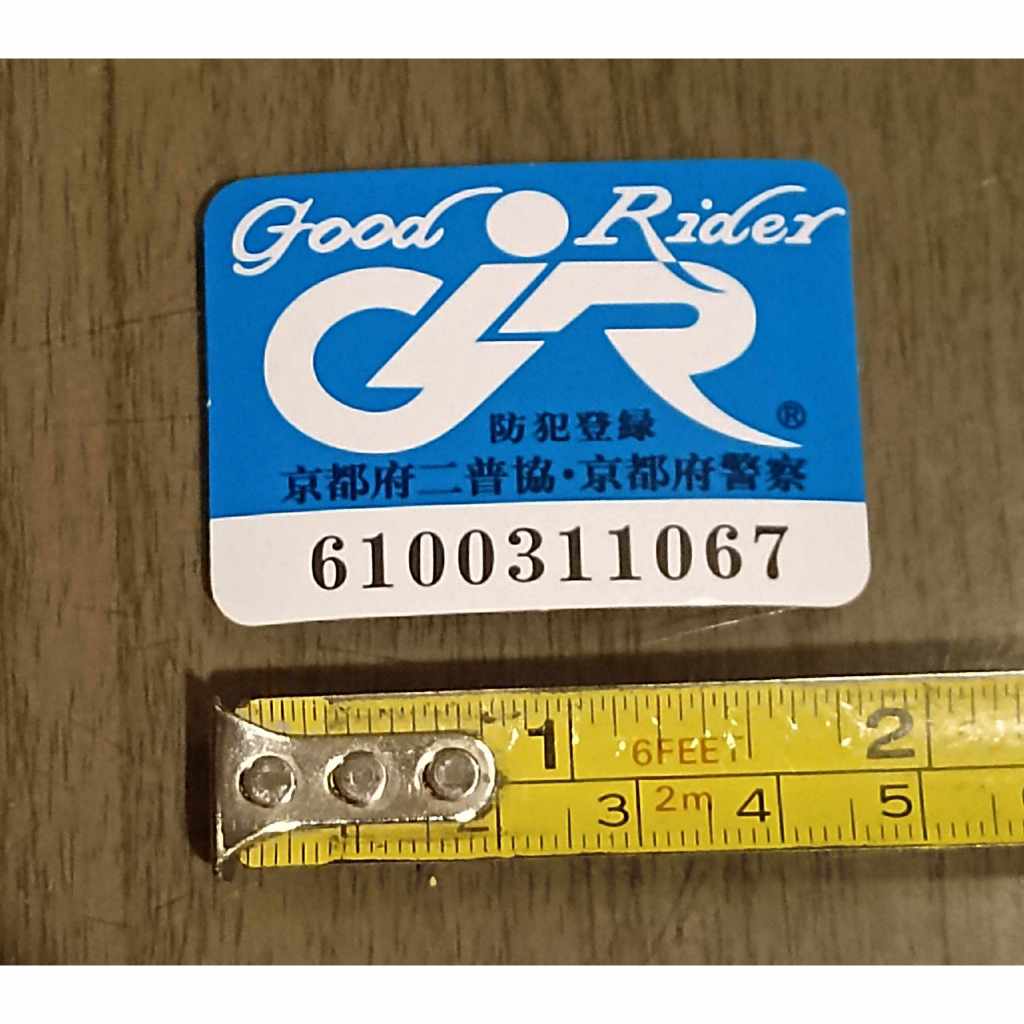 Good Rider
GR
®
防犯登録
京都府二普協・京都府警察
6100311067
1 6FEET 2
2 3 2m 4 5